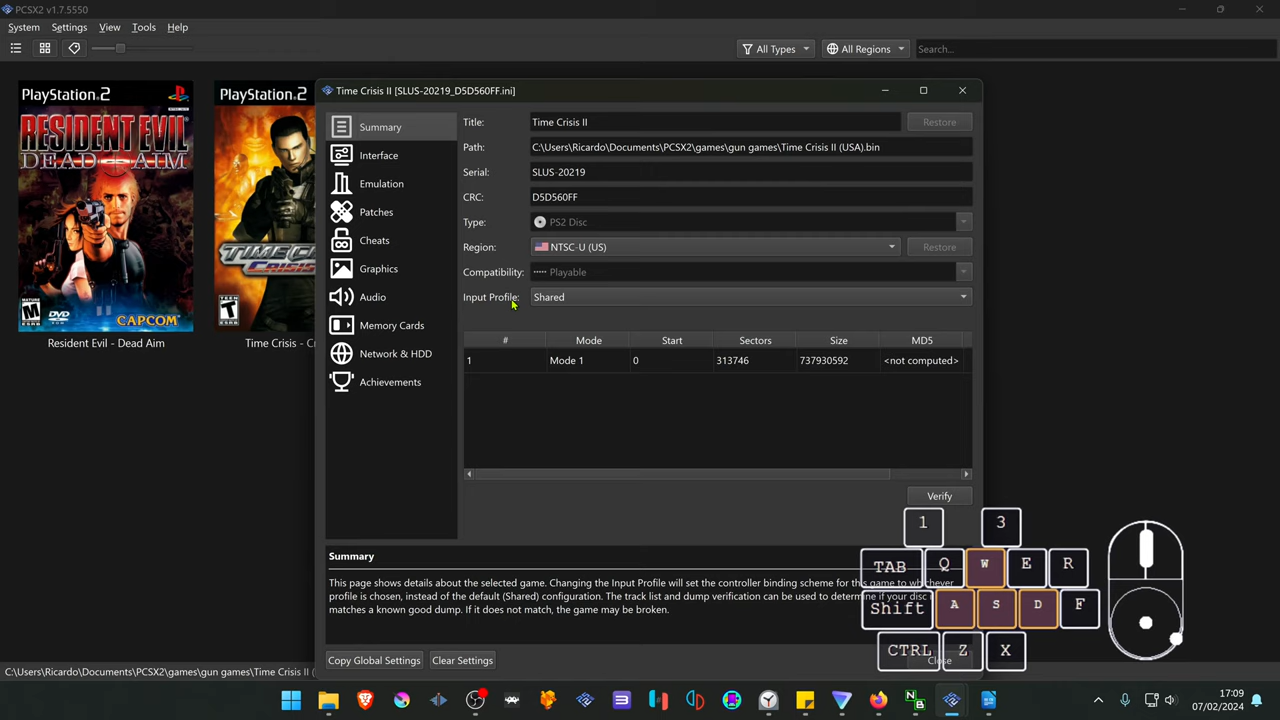 PCSX2 v1.7.5550
System Settings View Tools Help
All Types All Regions Search...
PlayStation.2
RESIDENT EVIL
DEAD AIM
CAPCOM
Resident Evil - Dead Aim
PlayStation.2
TIME CRISIS
Time Crisis - C
Time Crisis II [SLUS-20219_D5D560FF.ini]
Summary
Interface
Emulation
Patches
Cheats
Graphics
Audio
Memory Cards
Network & HDD
Achievements
Title: Time Crisis II Restore
Path: C:\Users\Ricardo\Documents\PCSX2\games\gun games\Time Crisis II (USA).bin
Serial: SLUS-20219
CRC: D5D560FF
Type: PS2 Disc
Region: NTSC-U (US) Restore
Compatibility: Playable
Input Profile: Shared
# Mode Start Sectors Size MD5
1 Mode 1 0 313746 737930592 <not computed>
Verify
Summary
This page shows details about the selected game. Changing the Input Profile will set the controller binding scheme for this game to whichever
profile is chosen, instead of the default (Shared) configuration. The track list and dump verification can be used to determine if your disc i
matches a known good dump. If it does not match, the game may be broken.
Copy Global Settings Clear Settings Close
1 3
TAB Q W E R
Shift A S D F
CTRL Z X
C:\Users\Ricardo\Documents\PCSX2\games\gun games\Time Crisis II (USA)
17:09
07/02/2024